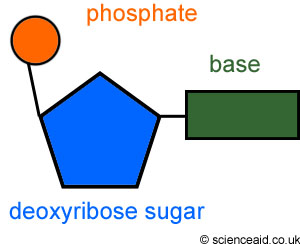 phosphate
base
deoxyribose sugar
© scienceaid.co.uk